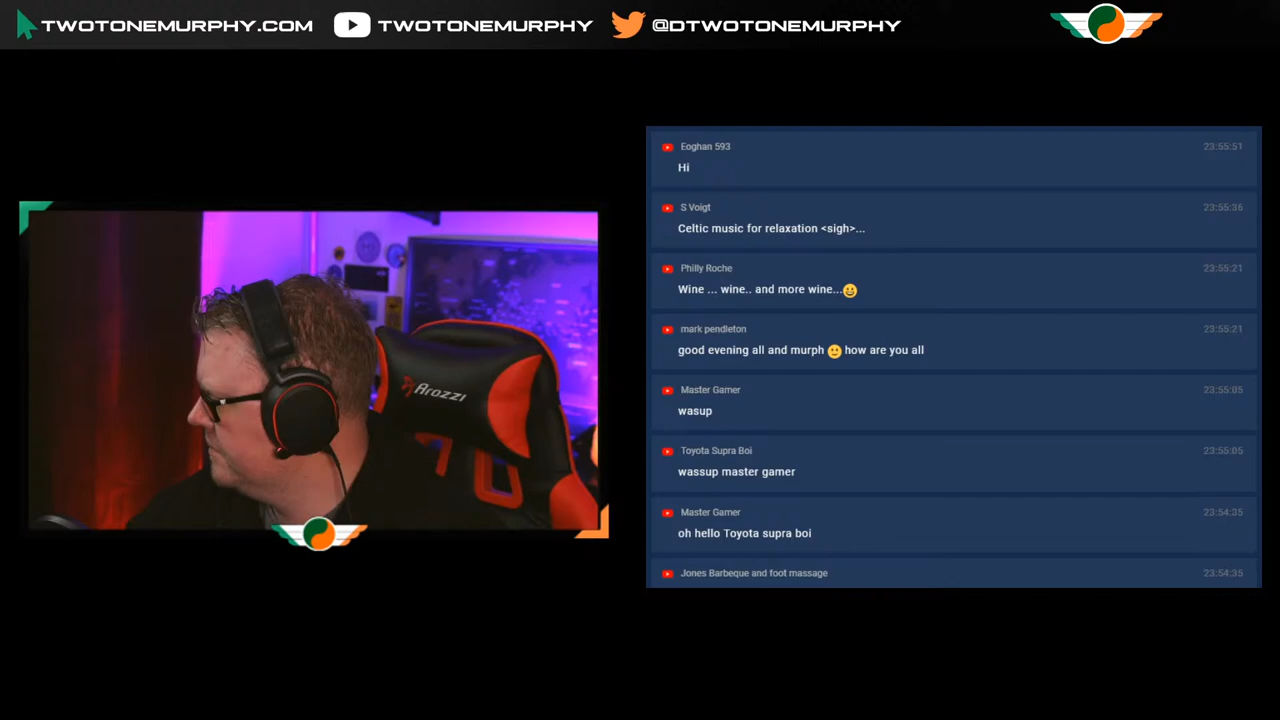 TWOTONEMURPHY.COM TWOTONEMURPHY @DTWOTONEMURPHY
Arozzi
Eoghan 593 23:55:51
Hi
S Voigt 23:55:36
Celtic music for relaxation <sigh>...
Philly Roche 23:55:21
Wine ... wine.. and more wine...😀
mark pendleton 23:55:21
good evening all and murph 🙂 how are you all
Master Gamer 23:55:05
wasup
Toyota Supra Boi 23:55:05
wassup master gamer
Master Gamer 23:54:35
oh hello Toyota supra boi
Jones Barbeque and foot massage 23:54:35